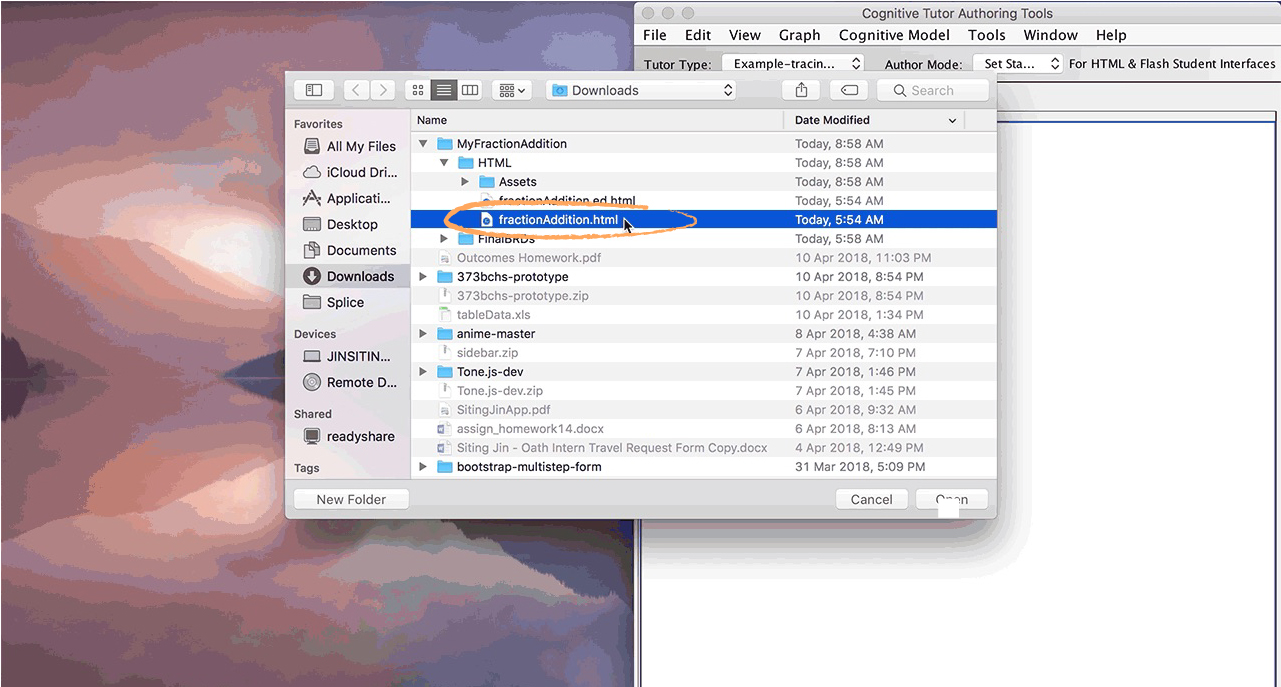 Cognitive Tutor Authoring Tools
File Edit View Graph Cognitive Model Tools Window Help
Tutor Type: Example-tracin... Author Mode: Set Sta... For HTML & Flash Student Interfaces
Downloads Search
Favorites
All My Files
iCloud Dri...
Applicati...
Desktop
Documents
Downloads
Splice
Devices
JINSITIN...
Remote D...
Shared
readyshare
Tags
Name Date Modified
MyFractionAddition Today, 8:58 AM
HTML Today, 8:58 AM
Assets Today, 8:58 AM
fractionAddition.ed.html Today, 5:54 AM
fractionAddition.html Today, 5:54 AM
FinalBRDs Today, 5:58 AM
Outcomes Homework.pdf 10 Apr 2018, 11:03 PM
373bchs-prototype 10 Apr 2018, 8:54 PM
373bchs-prototype.zip 10 Apr 2018, 8:54 PM
tableData.xls 10 Apr 2018, 1:34 PM
anime-master 8 Apr 2018, 4:38 AM
sidebar.zip 7 Apr 2018, 7:10 PM
Tone.js-dev 7 Apr 2018, 1:46 PM
Tone.js-dev.zip 7 Apr 2018, 1:45 PM
SitingJinApp.pdf 6 Apr 2018, 9:32 AM
assign_homework14.docx 6 Apr 2018, 8:13 AM
Siting Jin - Oath Intern Travel Request Form Copy.docx 4 Apr 2018, 12:49 PM
bootstrap-multistep-form 31 Mar 2018, 5:09 PM
New Folder Cancel Open